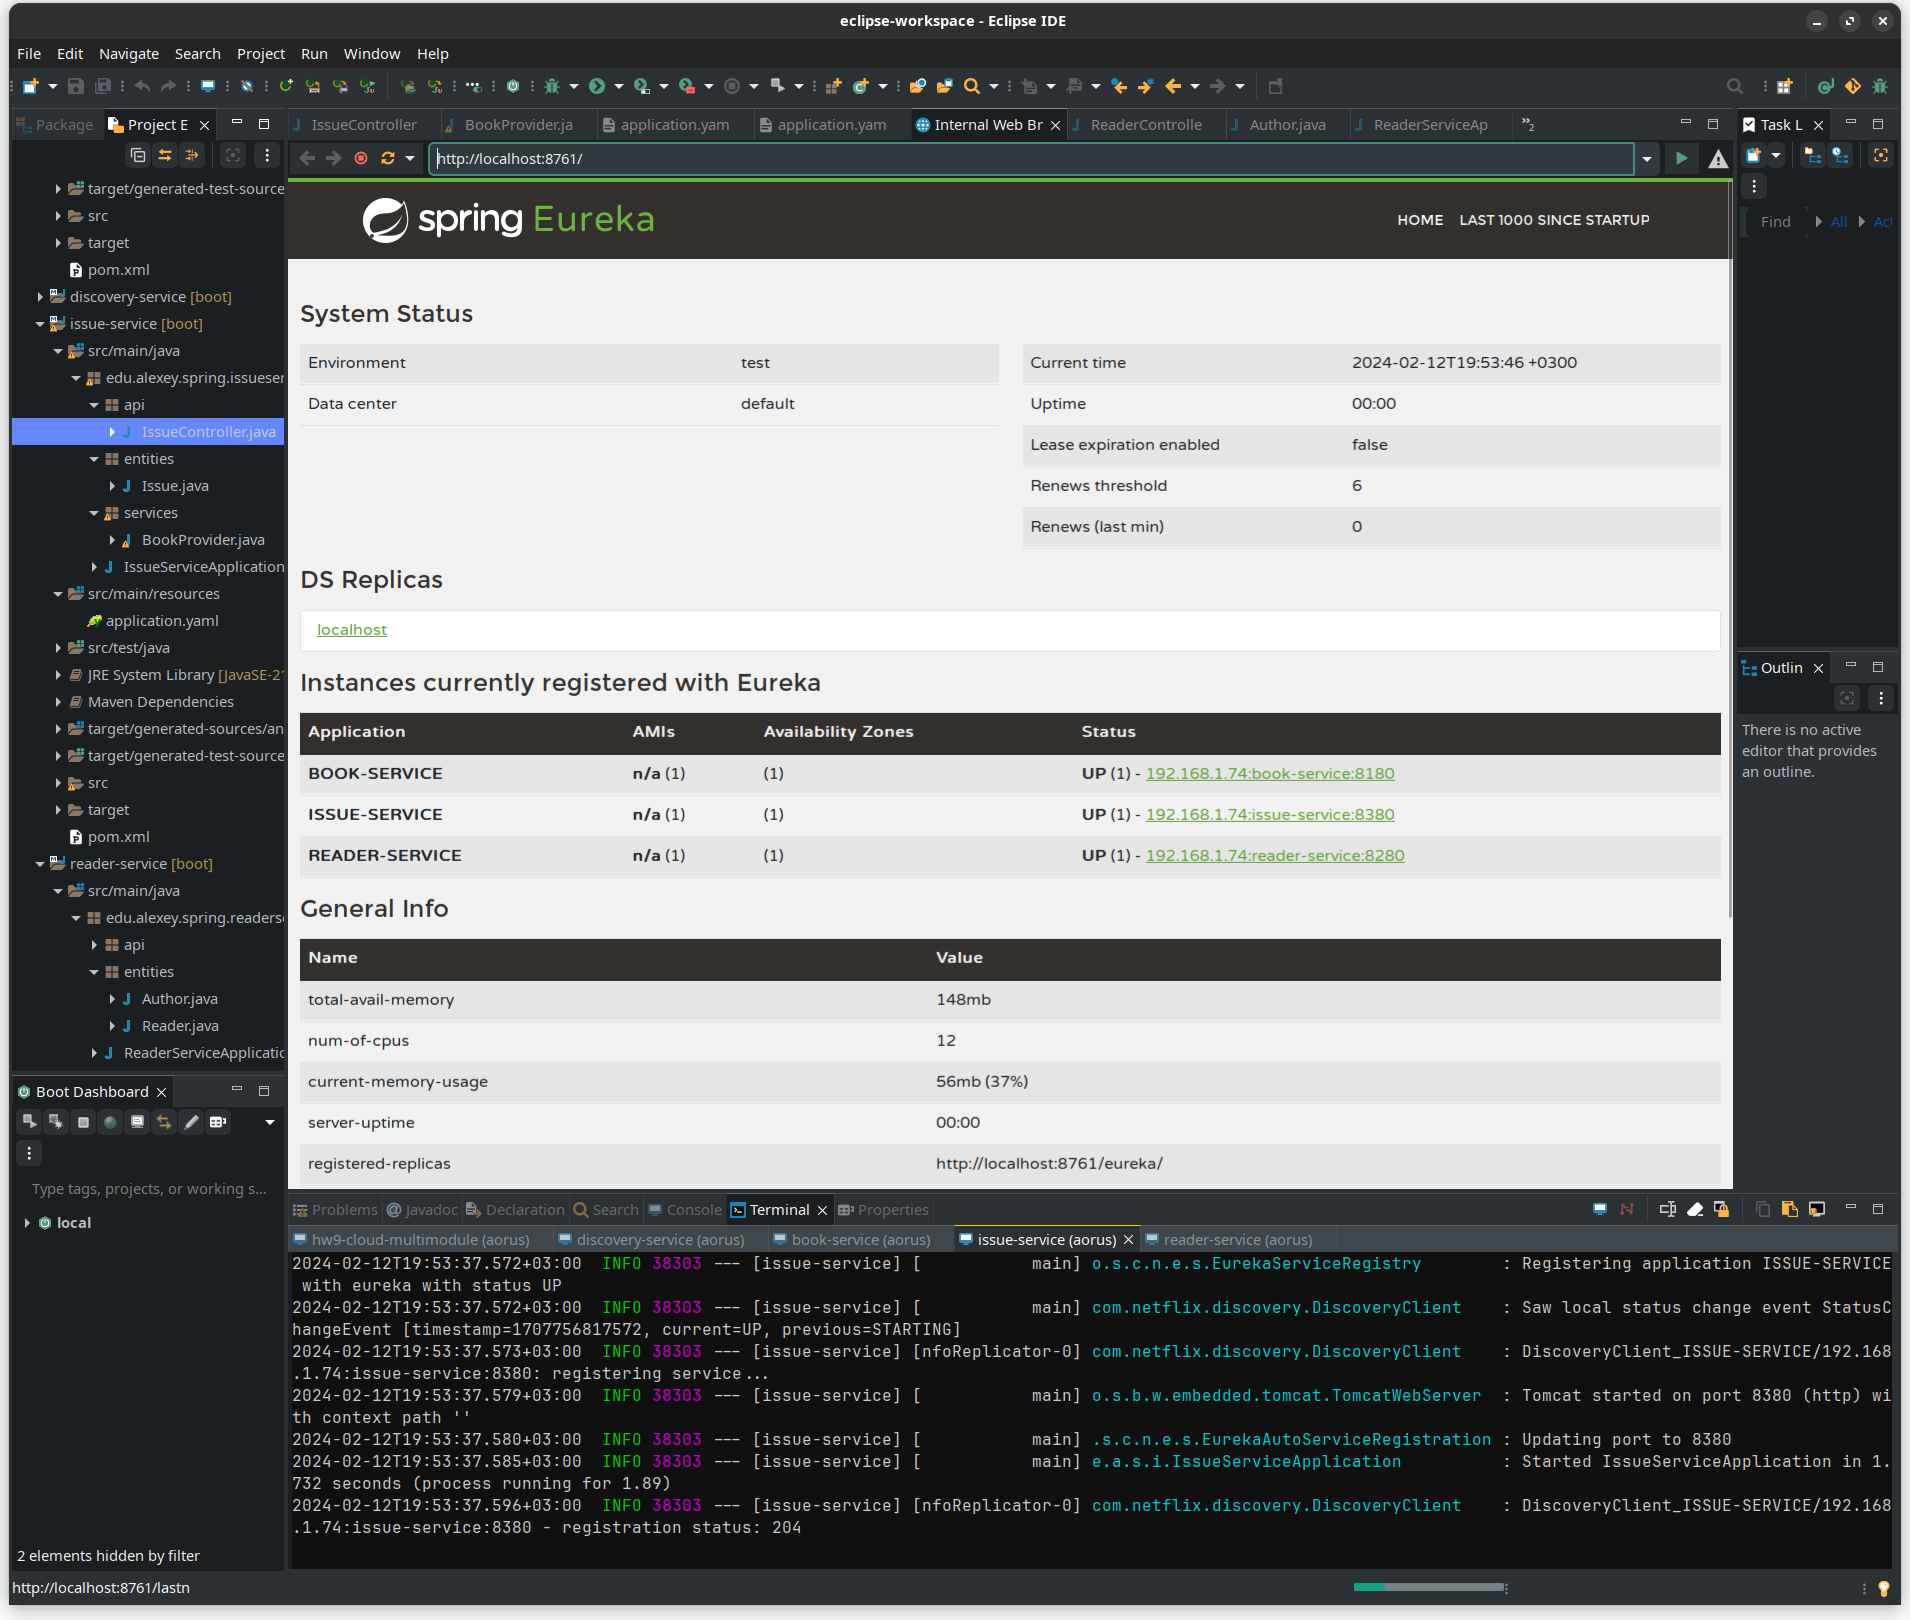 eclipse-workspace - Eclipse IDE
File Edit Navigate Search Project Run Window Help
Package
Project E
IssueController
BookProvider.ja
application.yam
application.yam
Internal Web Br
ReaderControlle
Author.java
ReaderServiceAp
»2
Task L
http://localhost:8761/
Find All Ac
target/generated-test-source
src
target
pom.xml
discovery-service [boot]
issue-service [boot]
src/main/java
edu.alexey.spring.issueser
api
IssueController.java
entities
Issue.java
services
BookProvider.java
IssueServiceApplication
src/main/resources
application.yaml
src/test/java
JRE System Library [JavaSE-21
Maven Dependencies
target/generated-sources/an
target/generated-test-source
src
target
pom.xml
reader-service [boot]
src/main/java
edu.alexey.spring.readerse
api
entities
Author.java
Reader.java
ReaderServiceApplicatic
Boot Dashboard
Type tags, projects, or working s...
local
2 elements hidden by filter
spring Eureka
HOME LAST 1000 SINCE STARTUP
System Status
Environment test
Data center default
Current time 2024-02-12T19:53:46 +0300
Uptime 00:00
Lease expiration enabled false
Renews threshold 6
Renews (last min) 0
DS Replicas
localhost
Instances currently registered with Eureka
Application AMIs Availability Zones Status
BOOK-SERVICE n/a (1) (1) UP (1) - 192.168.1.74:book-service:8180
ISSUE-SERVICE n/a (1) (1) UP (1) - 192.168.1.74:issue-service:8380
READER-SERVICE n/a (1) (1) UP (1) - 192.168.1.74:reader-service:8280
General Info
Name Value
total-avail-memory 148mb
num-of-cpus 12
current-memory-usage 56mb (37%)
server-uptime 00:00
registered-replicas http://localhost:8761/eureka/
Outlin
There is no active
editor that provides
an outline.
Problems @ Javadoc Declaration Search Console Terminal Properties
hw9-cloud-multimodule (aorus) discovery-service (aorus) book-service (aorus) issue-service (aorus) reader-service (aorus)
2024-02-12T19:53:37.572+03:00 INFO 38303 --- [issue-service] [ main] o.s.c.n.e.s.EurekaServiceRegistry : Registering application ISSUE-SERVICE
with eureka with status UP
2024-02-12T19:53:37.572+03:00 INFO 38303 --- [issue-service] [ main] com.netflix.discovery.DiscoveryClient : Saw local status change event StatusC
hangeEvent [timestamp=1707756817572, current=UP, previous=STARTING]
2024-02-12T19:53:37.573+03:00 INFO 38303 --- [issue-service] [nfoReplicator-0] com.netflix.discovery.DiscoveryClient : DiscoveryClient_ISSUE-SERVICE/192.168
.1.74:issue-service:8380: registering service...
2024-02-12T19:53:37.579+03:00 INFO 38303 --- [issue-service] [ main] o.s.b.w.embedded.tomcat.TomcatWebServer : Tomcat started on port 8380 (http) wi
th context path ''
2024-02-12T19:53:37.580+03:00 INFO 38303 --- [issue-service] [ main] .s.c.n.e.s.EurekaAutoServiceRegistration : Updating port to 8380
2024-02-12T19:53:37.585+03:00 INFO 38303 --- [issue-service] [ main] e.a.s.i.IssueServiceApplication : Started IssueServiceApplication in 1.
732 seconds (process running for 1.89)
2024-02-12T19:53:37.596+03:00 INFO 38303 --- [issue-service] [nfoReplicator-0] com.netflix.discovery.DiscoveryClient : DiscoveryClient_ISSUE-SERVICE/192.168
.1.74:issue-service:8380 - registration status: 204
http://localhost:8761/lastn